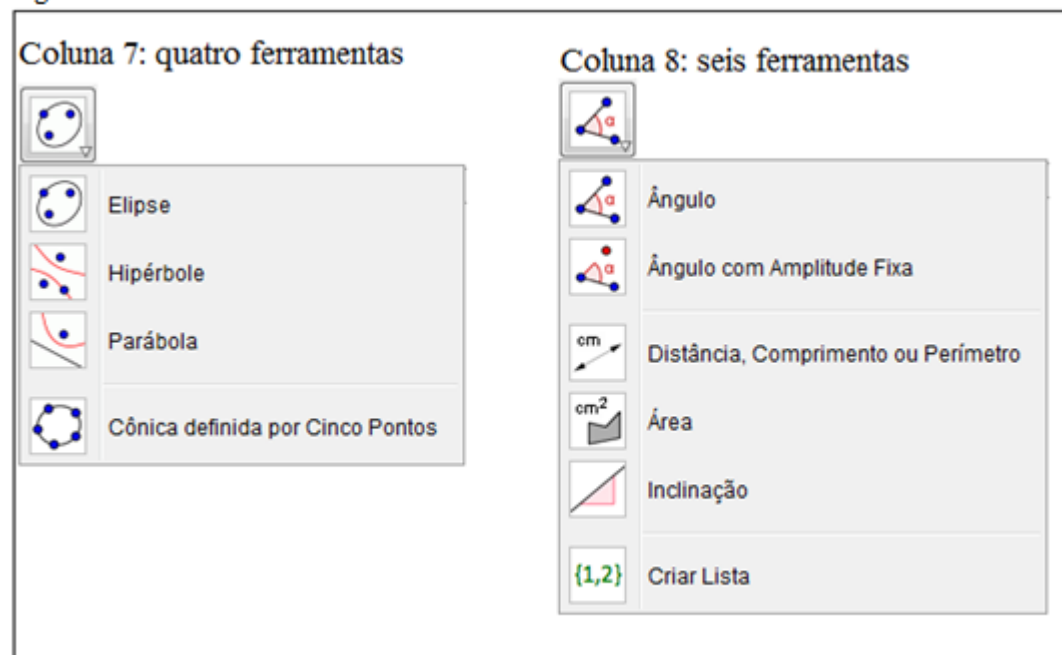 Coluna 7: quatro ferramentas
Elipse
Hipérbole
Parábola
Cônica definida por Cinco Pontos
Coluna 8: seis ferramentas
α
α
Ângulo
α
Ângulo com Amplitude Fixa
cm
Distância, Comprimento ou Perímetro
cm²
Área
Inclinação
{1,2}
Criar Lista